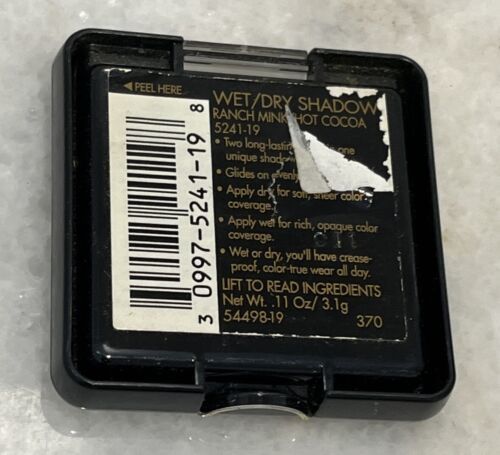 ◀ PEEL HERE
WET/DRY SHADOW
RANCH MINK HOT COCOA
5241-19
• Two long-lasting in one
unique
• Glides on evenly
• Apply dry for soft, sheer color
coverage.
• Apply wet for rich, opaque color
coverage.
• Wet or dry, you'll have crease-
proof, color-true wear all day.
LIFT TO READ INGREDIENTS
Net Wt. .11 Oz/ 3.1g
54498-19 370
3 0997-5241-19 8